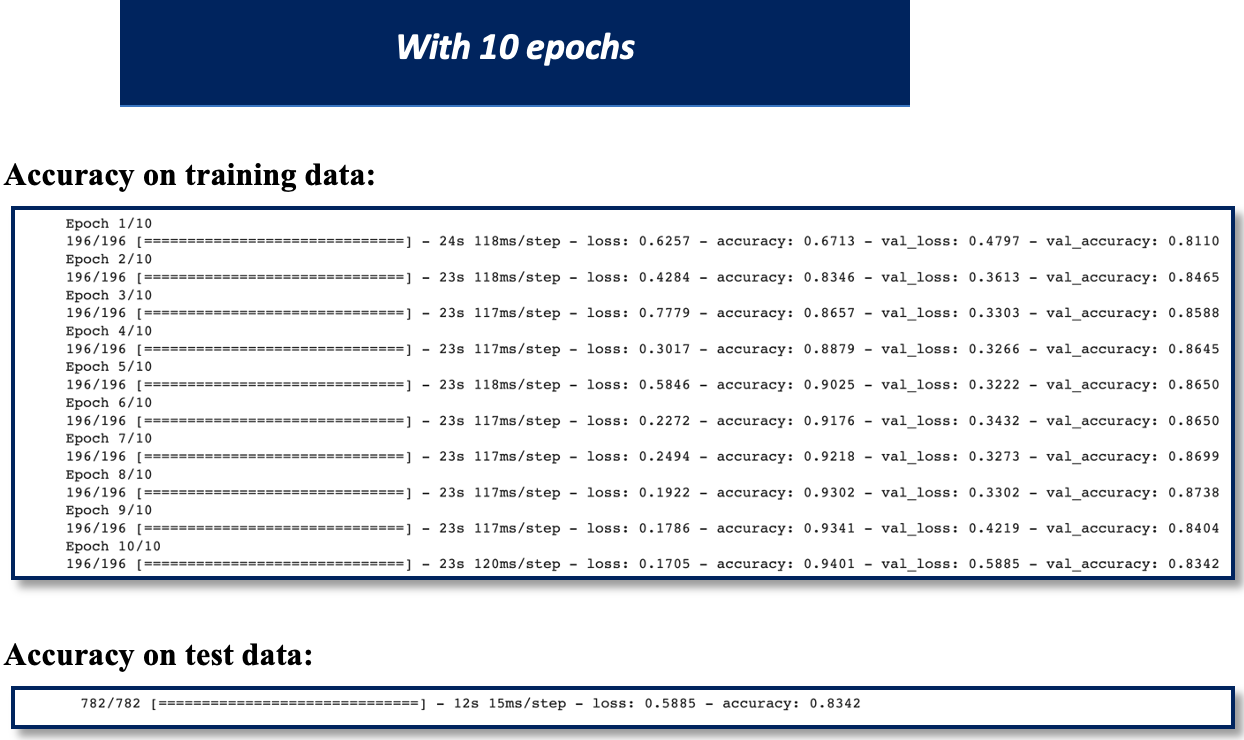 With 10 epochs
Accuracy on training data:
Epoch 1/10
196/196 [==============================] - 24s 118ms/step - loss: 0.6257 - accuracy: 0.6713 - val_loss: 0.4797 - val_accuracy: 0.8110
Epoch 2/10
196/196 [==============================] - 23s 118ms/step - loss: 0.4284 - accuracy: 0.8346 - val_loss: 0.3613 - val_accuracy: 0.8465
Epoch 3/10
196/196 [==============================] - 23s 117ms/step - loss: 0.7779 - accuracy: 0.8657 - val_loss: 0.3303 - val_accuracy: 0.8588
Epoch 4/10
196/196 [==============================] - 23s 117ms/step - loss: 0.3017 - accuracy: 0.8879 - val_loss: 0.3266 - val_accuracy: 0.8645
Epoch 5/10
196/196 [==============================] - 23s 118ms/step - loss: 0.5846 - accuracy: 0.9025 - val_loss: 0.3222 - val_accuracy: 0.8650
Epoch 6/10
196/196 [==============================] - 23s 117ms/step - loss: 0.2272 - accuracy: 0.9176 - val_loss: 0.3432 - val_accuracy: 0.8650
Epoch 7/10
196/196 [==============================] - 23s 117ms/step - loss: 0.2494 - accuracy: 0.9218 - val_loss: 0.3273 - val_accuracy: 0.8699
Epoch 8/10
196/196 [==============================] - 23s 117ms/step - loss: 0.1922 - accuracy: 0.9302 - val_loss: 0.3302 - val_accuracy: 0.8738
Epoch 9/10
196/196 [==============================] - 23s 117ms/step - loss: 0.1786 - accuracy: 0.9341 - val_loss: 0.4219 - val_accuracy: 0.8404
Epoch 10/10
196/196 [==============================] - 23s 120ms/step - loss: 0.1705 - accuracy: 0.9401 - val_loss: 0.5885 - val_accuracy: 0.8342
Accuracy on test data:
782/782 [==============================] - 12s 15ms/step - loss: 0.5885 - accuracy: 0.8342